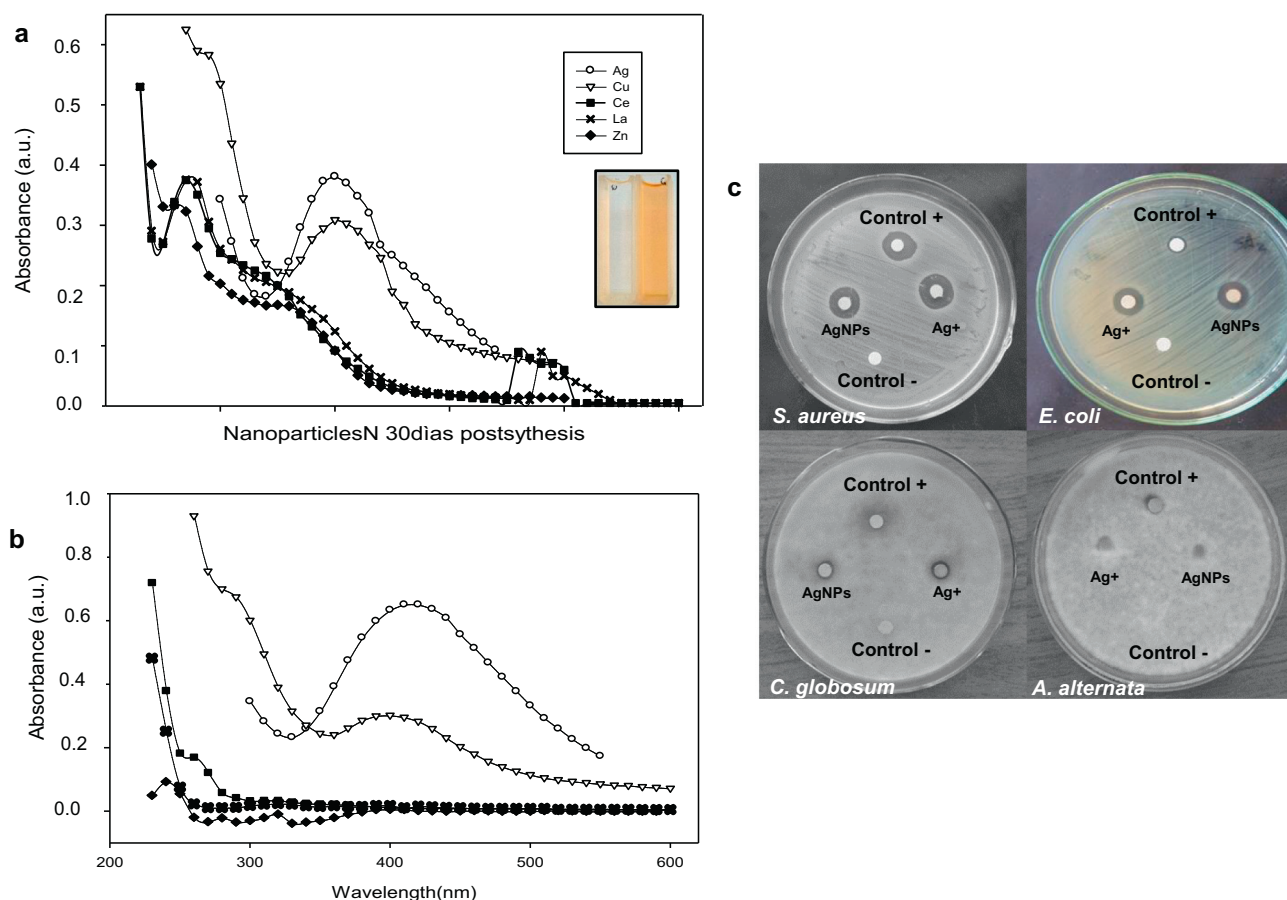 a
Absorbance (a.u.)
0.6
0.5
0.4
0.3
0.2
0.1
0.0
Ag
Cu
Ce
La
Zn
NanoparticlesN 30dìas postsythesis
b
Absorbance (a.u.)
1.0
0.8
0.6
0.4
0.2
0.0
200 300 400 500 600
Wavelength(nm)
c
Control +
AgNPs
Ag+
Control -
S. aureus
Control +
Ag+
AgNPs
Control -
E. coli
Control +
AgNPs
Ag+
Control -
C. globosum
Control +
Ag+
AgNPs
Control -
A. alternata